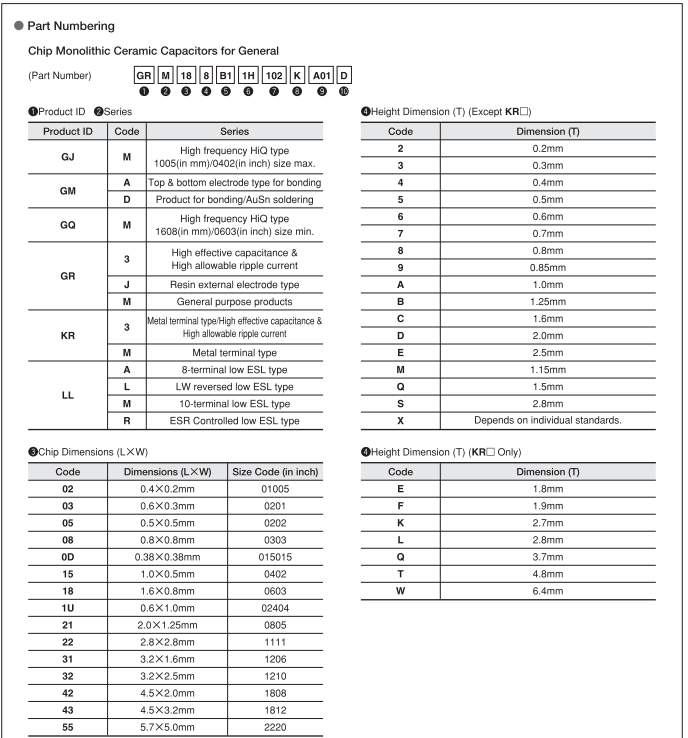 ● Part Numbering
Chip Monolithic Ceramic Capacitors for General
(Part Number) GR M 18 8 B1 1H 102 K A01 D
❶ ❷ ❸ ❹ ❺ ❻ ❼ ❽ ❾ ❿
❶Product ID ❷Series
Product ID Code Series
GJ M High frequency HiQ type
1005(in mm)/0402(in inch) size max.
GM A Top & bottom electrode type for bonding
D Product for bonding/AuSn soldering
GQ M High frequency HiQ type
1608(in mm)/0603(in inch) size min.
GR 3 High effective capacitance &
High allowable ripple current
J Resin external electrode type
M General purpose products
KR 3 Metal terminal type/High effective capacitance &
High allowable ripple current
M Metal terminal type
LL A 8-terminal low ESL type
L LW reversed low ESL type
M 10-terminal low ESL type
R ESR Controlled low ESL type
❸Chip Dimensions (L×W)
Code Dimensions (L×W) Size Code (in inch)
02 0.4×0.2mm 01005
03 0.6×0.3mm 0201
05 0.5×0.5mm 0202
08 0.8×0.8mm 0303
0D 0.38×0.38mm 015015
15 1.0×0.5mm 0402
18 1.6×0.8mm 0603
1U 0.6×1.0mm 02404
21 2.0×1.25mm 0805
22 2.8×2.8mm 1111
31 3.2×1.6mm 1206
32 3.2×2.5mm 1210
42 4.5×2.0mm 1808
43 4.5×3.2mm 1812
55 5.7×5.0mm 2220
❹Height Dimension (T) (Except KR□)
Code Dimension (T)
2 0.2mm
3 0.3mm
4 0.4mm
5 0.5mm
6 0.6mm
7 0.7mm
8 0.8mm
9 0.85mm
A 1.0mm
B 1.25mm
C 1.6mm
D 2.0mm
E 2.5mm
M 1.15mm
Q 1.5mm
S 2.8mm
X Depends on individual standards.
❹Height Dimension (T) (KR□ Only)
Code Dimension (T)
E 1.8mm
F 1.9mm
K 2.7mm
L 2.8mm
Q 3.7mm
T 4.8mm
W 6.4mm